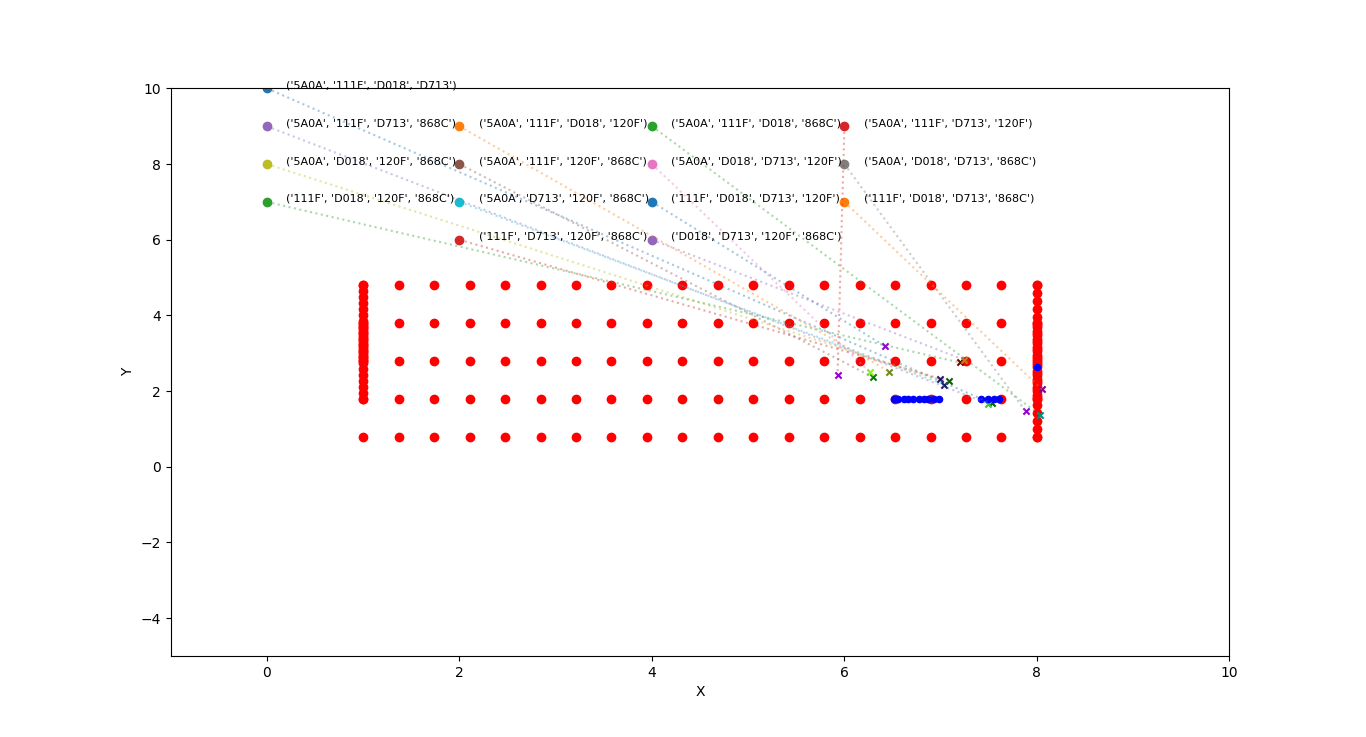 10
('5A0A', '111F', 'D018', 'D713')
('5A0A', '111F', 'D713', '868C') ('5A0A', '111F', 'D018', '120F') ('5A0A', '111F', 'D018', '868C') ('5A0A', '111F', 'D713', '120F')
8
('5A0A', 'D018', '120F', '868C') ('5A0A', '111F', '120F', '868C') ('5A0A', 'D018', 'D713', '120F') ('5A0A', 'D018', 'D713', '868C')
('111F', 'D018', '120F', '868C') ('5A0A', 'D713', '120F', '868C') ('111F', 'D018', 'D713', '120F') ('111F', 'D018', 'D713', '868C')
6
('111F', 'D713', '120F', '868C') ('D018', 'D713', '120F', '868C')
4
Y
2
0
−2
−4
0 2 4 6 8 10
X